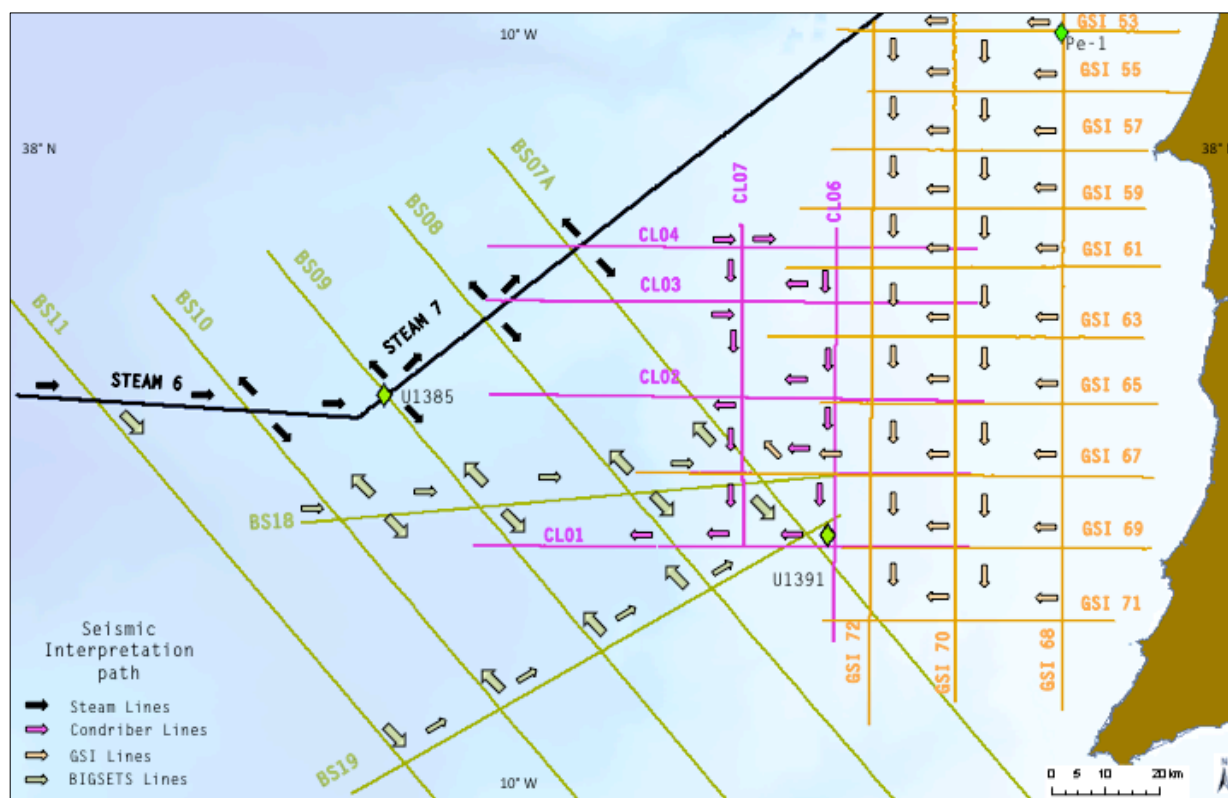 10° W
GSI 53
Pe-1
GSI 55
GSI 57
38° N
38° N
BS07A
CL07
CL06
GSI 59
BS08
CL04
GSI 61
BS09
CL03
BS11
BS10
STEAM 7
GSI 63
STEAM 6
CL02
GSI 65
U1385
GSI 67
BS18
CL01
GSI 69
U1391
GSI 71
GSI 72
GSI 70
GSI 68
BS19
10° W
Seismic
Interpretation
path
Steam Lines
Condriber Lines
GSI Lines
BIGSETS Lines
0 5 10 20 km